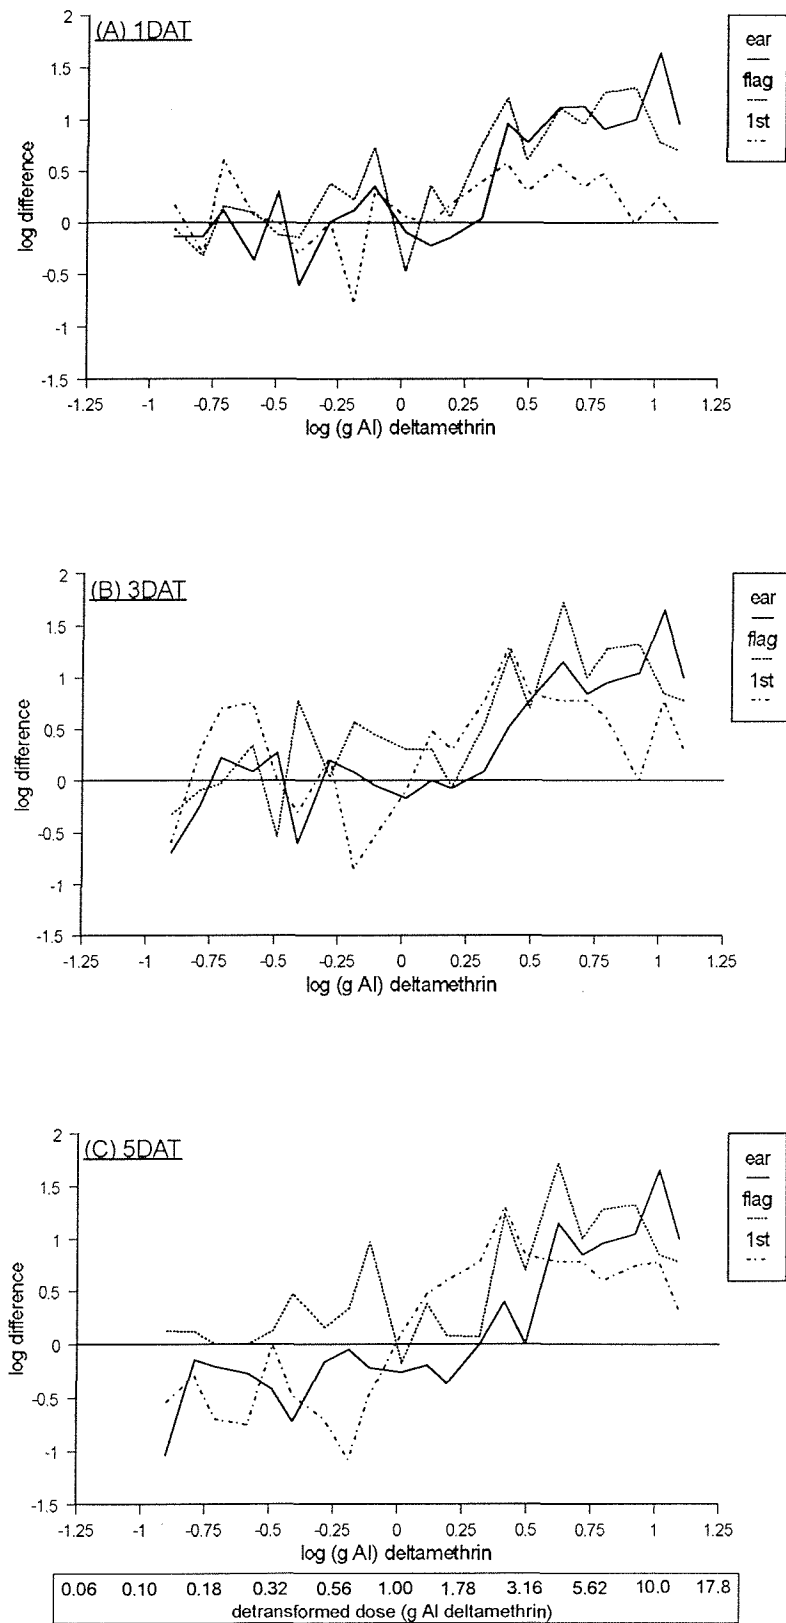 (A) 1DAT
2
1.5
1
0.5
0
-0.5
-1
-1.5
log difference
-1.25 -1 -0.75 -0.5 -0.25 0 0.25 0.5 0.75 1 1.25
log (g AI) deltamethrin
ear
flag
1st
(B) 3DAT
2
1.5
1
0.5
0
-0.5
-1
-1.5
log difference
-1.25 -1 -0.75 -0.5 -0.25 0 0.25 0.5 0.75 1 1.25
log (g AI) deltamethrin
ear
flag
1st
(C) 5DAT
2
1.5
1
0.5
0
-0.5
-1
-1.5
log difference
-1.25 -1 -0.75 -0.5 -0.25 0 0.25 0.5 0.75 1 1.25
log (g AI) deltamethrin
ear
flag
1st
0.06 0.10 0.18 0.32 0.56 1.00 1.78 3.16 5.62 10.0 17.8
detransformed dose (g AI deltamethrin)